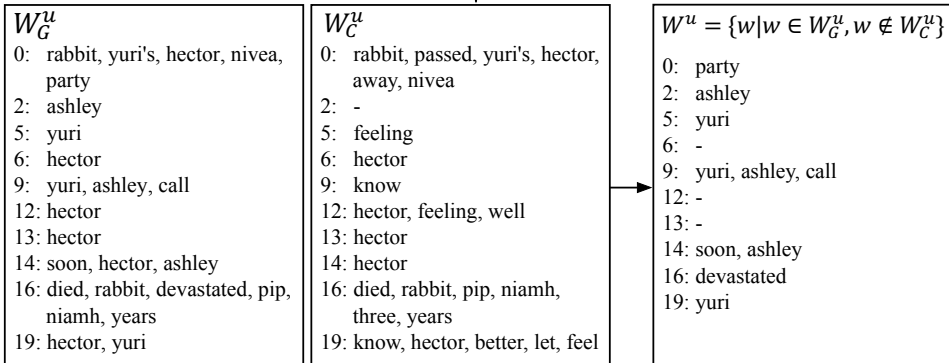 W_G^u
0: rabbit, yuri's, hector, nivea,
party
2: ashley
5: yuri
6: hector
9: yuri, ashley, call
12: hector
13: hector
14: soon, hector, ashley
16: died, rabbit, devastated, pip,
niamh, years
19: hector, yuri
W_C^u
0: rabbit, passed, yuri's, hector,
away, nivea
2: -
5: feeling
6: hector
9: know
12: hector, feeling, well
13: hector
14: hector
16: died, rabbit, pip, niamh,
three, years
19: know, hector, better, let, feel
W^u = {w|w ∈ W_G^u, w ∉ W_C^u}
0: party
2: ashley
5: yuri
6: -
9: yuri, ashley, call
12: -
13: -
14: soon, ashley
16: devastated
19: yuri